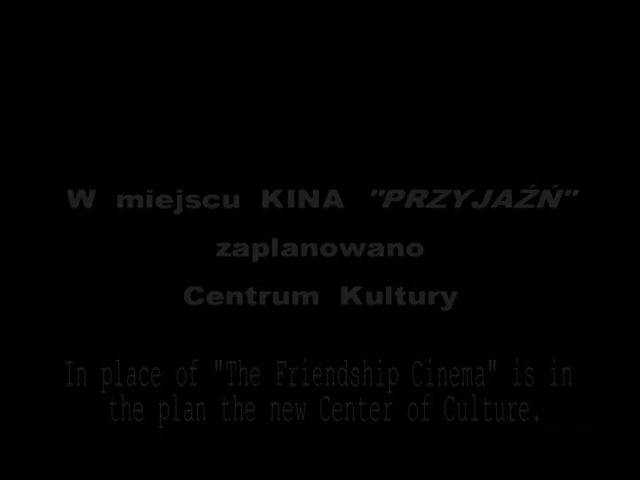 W miejscu KINA "PRZYJAŹŃ"
zaplanowano
Centrum Kultury
In place of "The Friendship Cinema" is in
the plan the new Center of Culture.